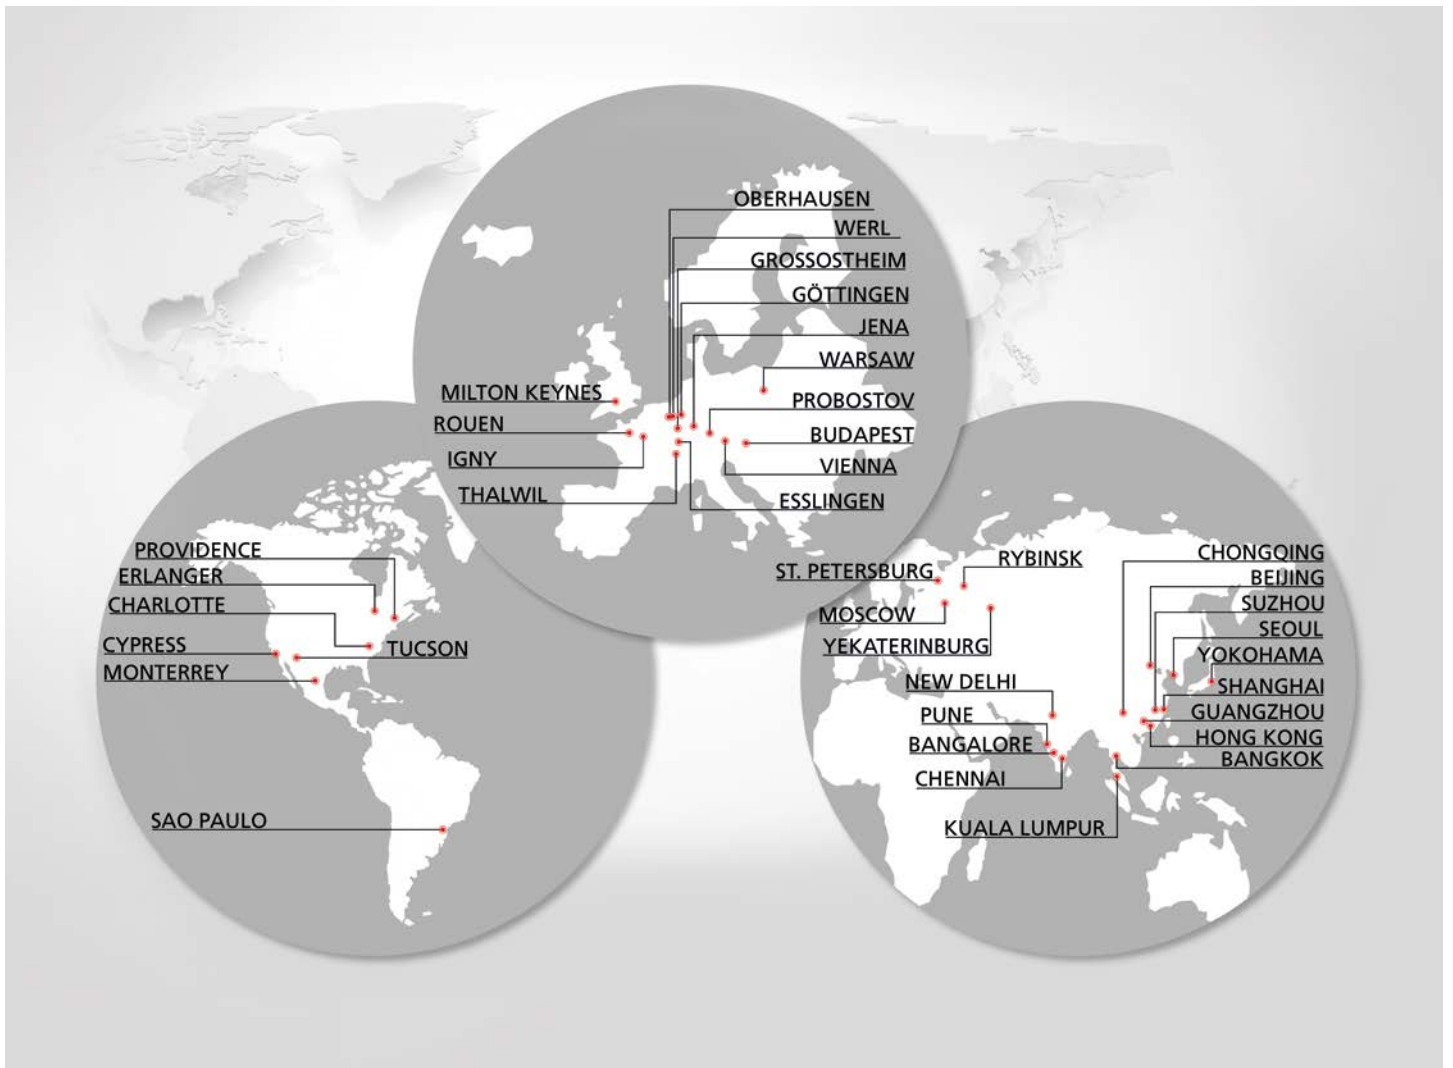 OBERHAUSEN
WERL
GROSSOSTHEIM
GÖTTINGEN
JENA
WARSAW
MILTON KEYNES
PROBOSTOV
ROUEN
BUDAPEST
IGNY
VIENNA
THALWIL
ESSLINGEN
PROVIDENCE
ERLANGER
CHARLOTTE
CYPRESS
TUCSON
MONTERREY
SAO PAULO
ST. PETERSBURG
RYBINSK
MOSCOW
YEKATERINBURG
NEW DELHI
PUNE
BANGALORE
CHENNAI
KUALA LUMPUR
CHONGQING
BEIJING
SUZHOU
SEOUL
YOKOHAMA
SHANGHAI
GUANGZHOU
HONG KONG
BANGKOK